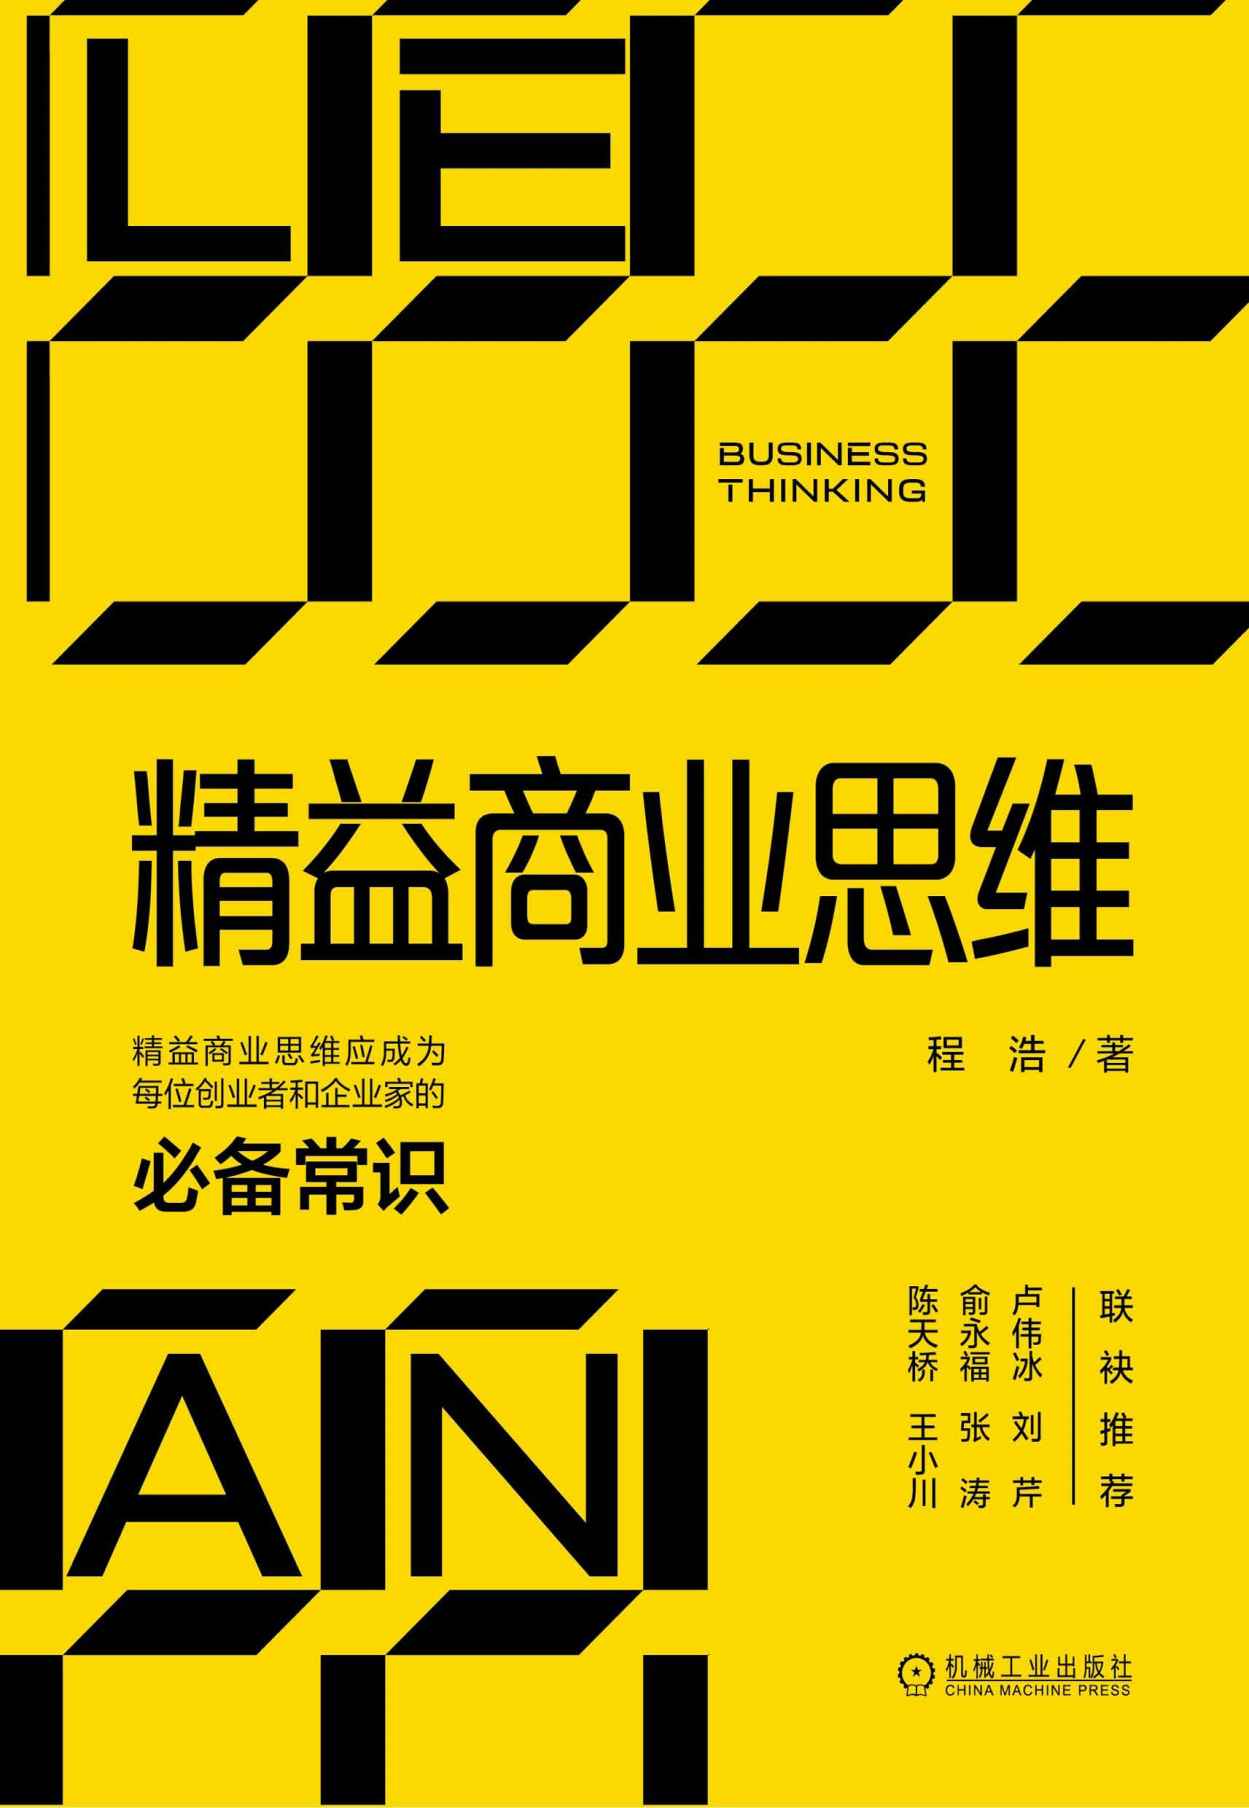 LE
BUSINESS
THINKING
精益商业思维
精益商业思维应成为
每位创业者和企业家的
必备常识
程 浩 / 著
AN
联袂推荐
卢伟冰 刘芹
俞永福 张涛
陈天桥 王小川
机械工业出版社
CHINA MACHINE PRESS